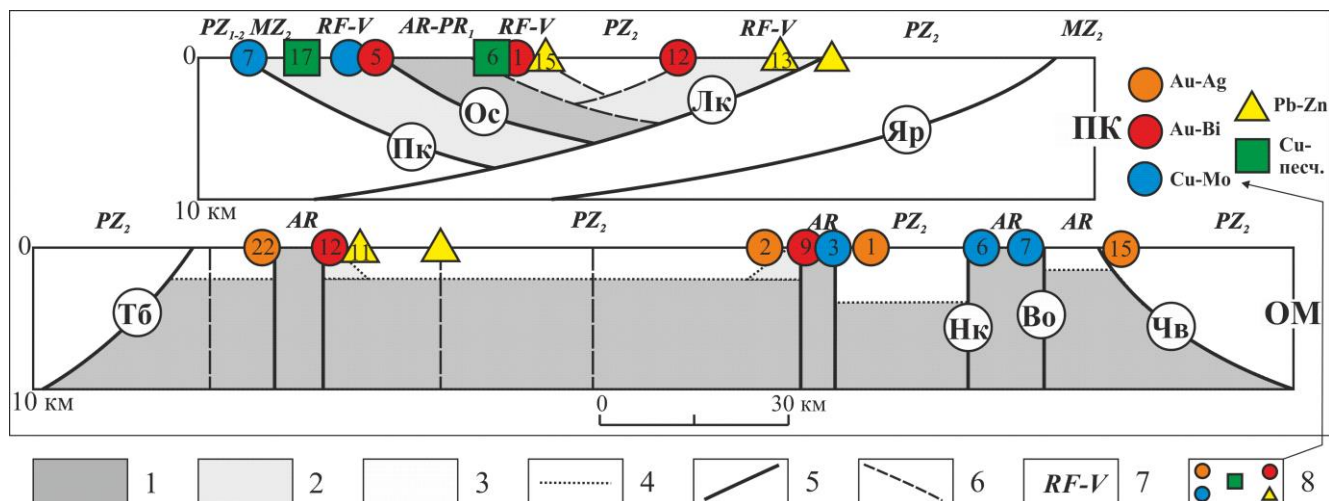 PZ₁₋₂ MZ₂ RF-V AR-PR₁ RF-V PZ₂ RF-V PZ₂ MZ₂
0 7 17 5 6 1 15 12 13
Ос Лк
Пк Яр
10 км
ПК
Au-Ag
Au-Bi
Cu-Mo
Pb-Zn
Cu-
песч.
PZ₂ AR PZ₂ AR PZ₂ AR AR PZ₂
0 22 12 11 2 9 3 1 6 7 15
Тб Нк Во Чв
ОМ
10 км 0 30 км
1 2 3 4 5 6 RF-V 7 8